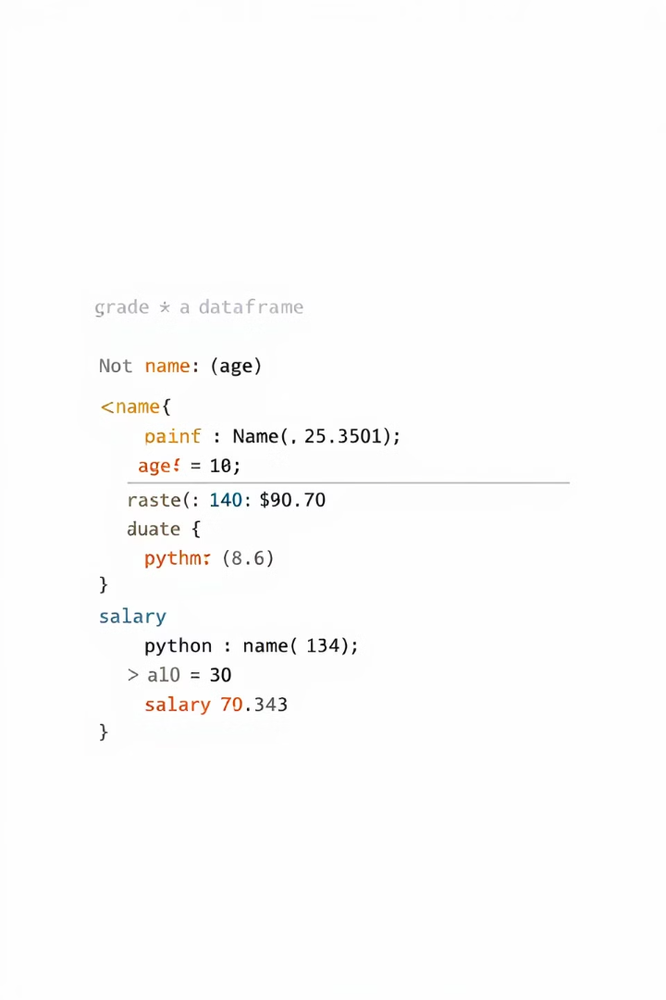 grade * a dataframe
Not name: (age)
<name{
painf : Name(, 25.3501);
age: = 10;
raste(: 140: $90.70
duate {
pythm: (8.6)
}
salary
python : name( 134);
> a10 = 30
salary 70.343
}